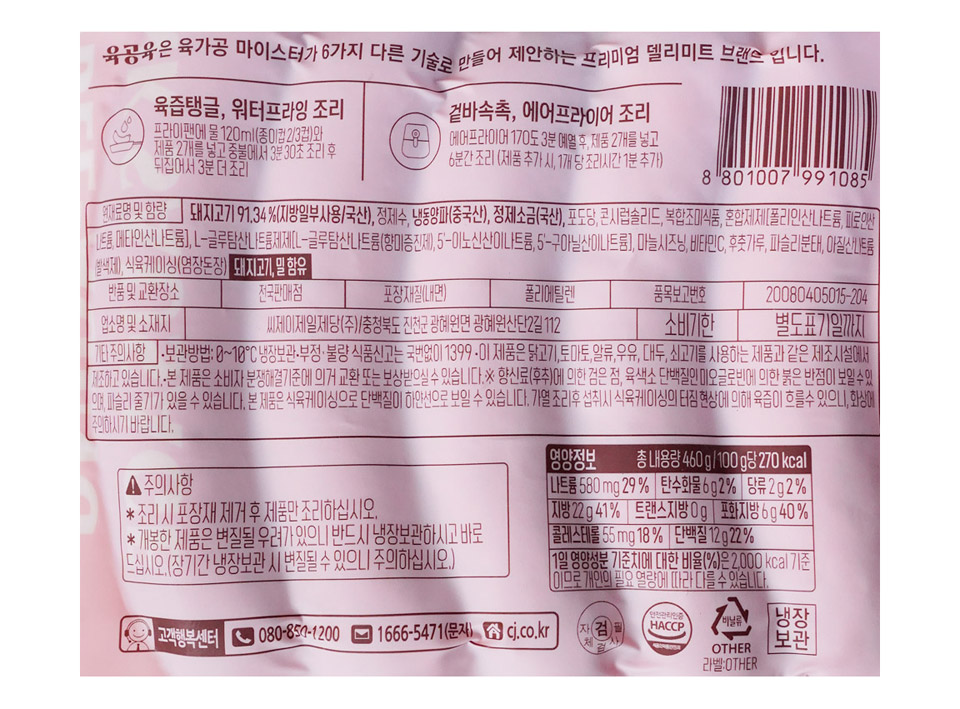 육공육은 육가공 마이스터가 6가지 다른 기술로 만들어 제안하는 프리미엄 델리미트 브랜드 입니다.
육즙탱글, 워터프라잉 조리
프라이팬에 물 120ml(종이컵 2/3컵)와
제품 2개를 넣고 중불에서 3분 30초 조리 후
뒤집어서 3분 더 조리
겉바속촉, 에어프라이어 조리
에어프라이어 170도 3분 예열 후, 제품 2개를 넣고
6분간 조리 (제품 추가 시, 1개 당 조리시간 1분 추가)
8 801007 991085
원재료명 및 함량 돼지고기 91.34 %(지방일부사용/국산), 정제수, 냉동양파(중국산), 정제소금(국산), 포도당, 콘시럽솔리드, 복합조미식품, 혼합제제[폴리인산나트륨, 피로인산
나트륨, 메타인산나트륨], L-글루탐산나트륨제제[L-글루탐산나트륨(향미증진제), 5'-이노신산이나트륨, 5'-구아닐산이나트륨], 마늘시즈닝, 비타민C, 후춧가루, 파슬리분태, 아질산나트륨
(발색제), 식육케이싱(염장돈장) 돼지고기, 밀 함유
반품 및 교환장소 전국판매점 포장재질(내면) 폴리에틸렌 품목보고번호 20080405015-204
업소명 및 소재지 씨제이제일제당(주)/충청북도 진천군 광혜원면 광혜원산단2길 112 소비기한 별도표기일까지
기타 주의사항 •보관방법: 0~10℃ 냉장보관•부정·불량 식품신고는 국번없이 1399 •이 제품은 닭고기, 토마토, 알류, 우유, 대두, 쇠고기를 사용하는 제품과 같은 제조시설에서
제조하고 있습니다.•본 제품은 소비자 분쟁해결기준에 의거 교환 또는 보상받으실 수 있습니다.※ 향신료(후추)에 의한 검은 점, 육색소 단백질인 미오글로빈에 의한 붉은 반점이 보일 수 있
으며, 파슬리 줄기가 있을 수 있습니다. 본 제품은 식육케이싱으로 단백질이 하얀선으로 보일 수 있습니다. 가열 조리 후 섭취시 식육케이싱의 터짐 현상에 의해 육즙이 흐를수 있으니, 화상에
주의하시기 바랍니다.
주의사항
* 조리 시 포장재 제거 후 제품만 조리하십시오.
* 개봉한 제품은 변질될 우려가 있으니 반드시 냉장보관하시고 바로
드십시오.(장기간 냉장보관 시 변질될 수 있으니 주의하십시오.)
영양정보 총 내용량 460 g/100 g당 270 kcal
나트륨 580 mg 29 % 탄수화물 6 g 2 % 당류 2 g 2 %
지방 22 g 41 % 트랜스지방 0 g 포화지방 6 g 40 %
콜레스테롤 55 mg 18 % 단백질 12 g 22 %
1일 영양성분 기준치에 대한 비율(%)은 2,000 kcal 기준
이므로 개인의 필요 열량에 따라 다를 수 있습니다.
고객행복센터 080-850-1200 1666-5471(문자) cj.co.kr
자체 검 필 검사
안전관리인증
HACCP
비닐류
OTHER
라벨:OTHER
냉장
보관